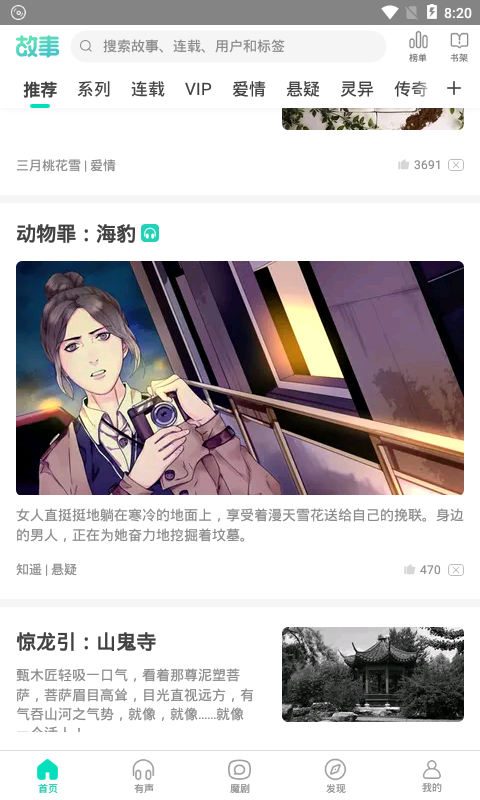 8:20
故事
搜索故事、连载、用户和标签
榜单
书架
推荐 系列 连载 VIP 爱情 悬疑 灵异 传奇
三月桃花雪 | 爱情
3691
动物罪：海豹
女人直挺挺地躺在寒冷的地面上，享受着漫天雪花送给自己的挽联。身边
的男人，正在为她奋力地挖掘着坟墓。
知遥 | 悬疑
470
惊龙引：山鬼寺
甄木匠轻吸一口气，看着那尊泥塑菩
萨，菩萨眉目高耸，目光直视远方，有
气吞山河之气势，就像，就像......就像
一个活人！
首页
有声
魔剧
发现
我的